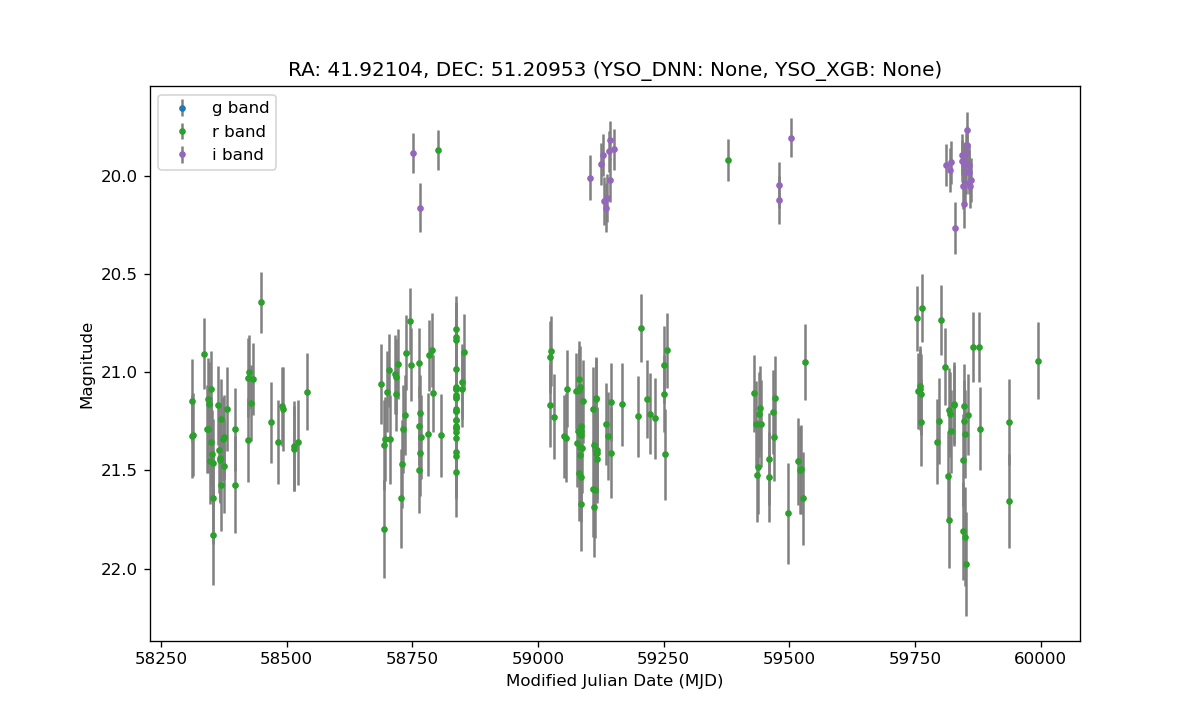 RA: 41.92104, DEC: 51.20953 (YSO_DNN: None, YSO_XGB: None)
g band
r band
i band
20.0
20.5
21.0
21.5
22.0
Magnitude
58250 58500 58750 59000 59250 59500 59750 60000
Modified Julian Date (MJD)